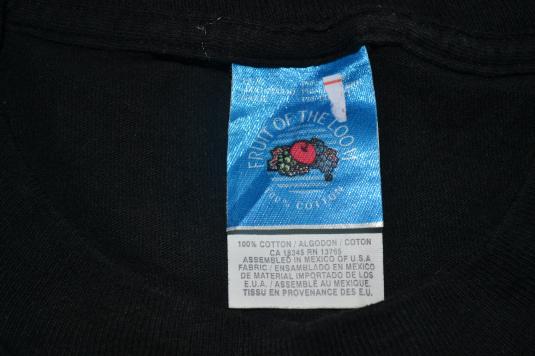 FRUIT OF THE LOOM
100% COTTON
100% COTTON / ALGODON / COTON
CA 18345 RN 13765
ASSEMBLED IN MEXICO OF U.S.A
FABRIC / ENSAMBLADO EN MEXICO
DE MATERIAL IMPORTADO DE LOS
E.U.A. / ASSEMBLÉ AU MEXIQUE.
TISSU EN PROVENANCE DES E.U.